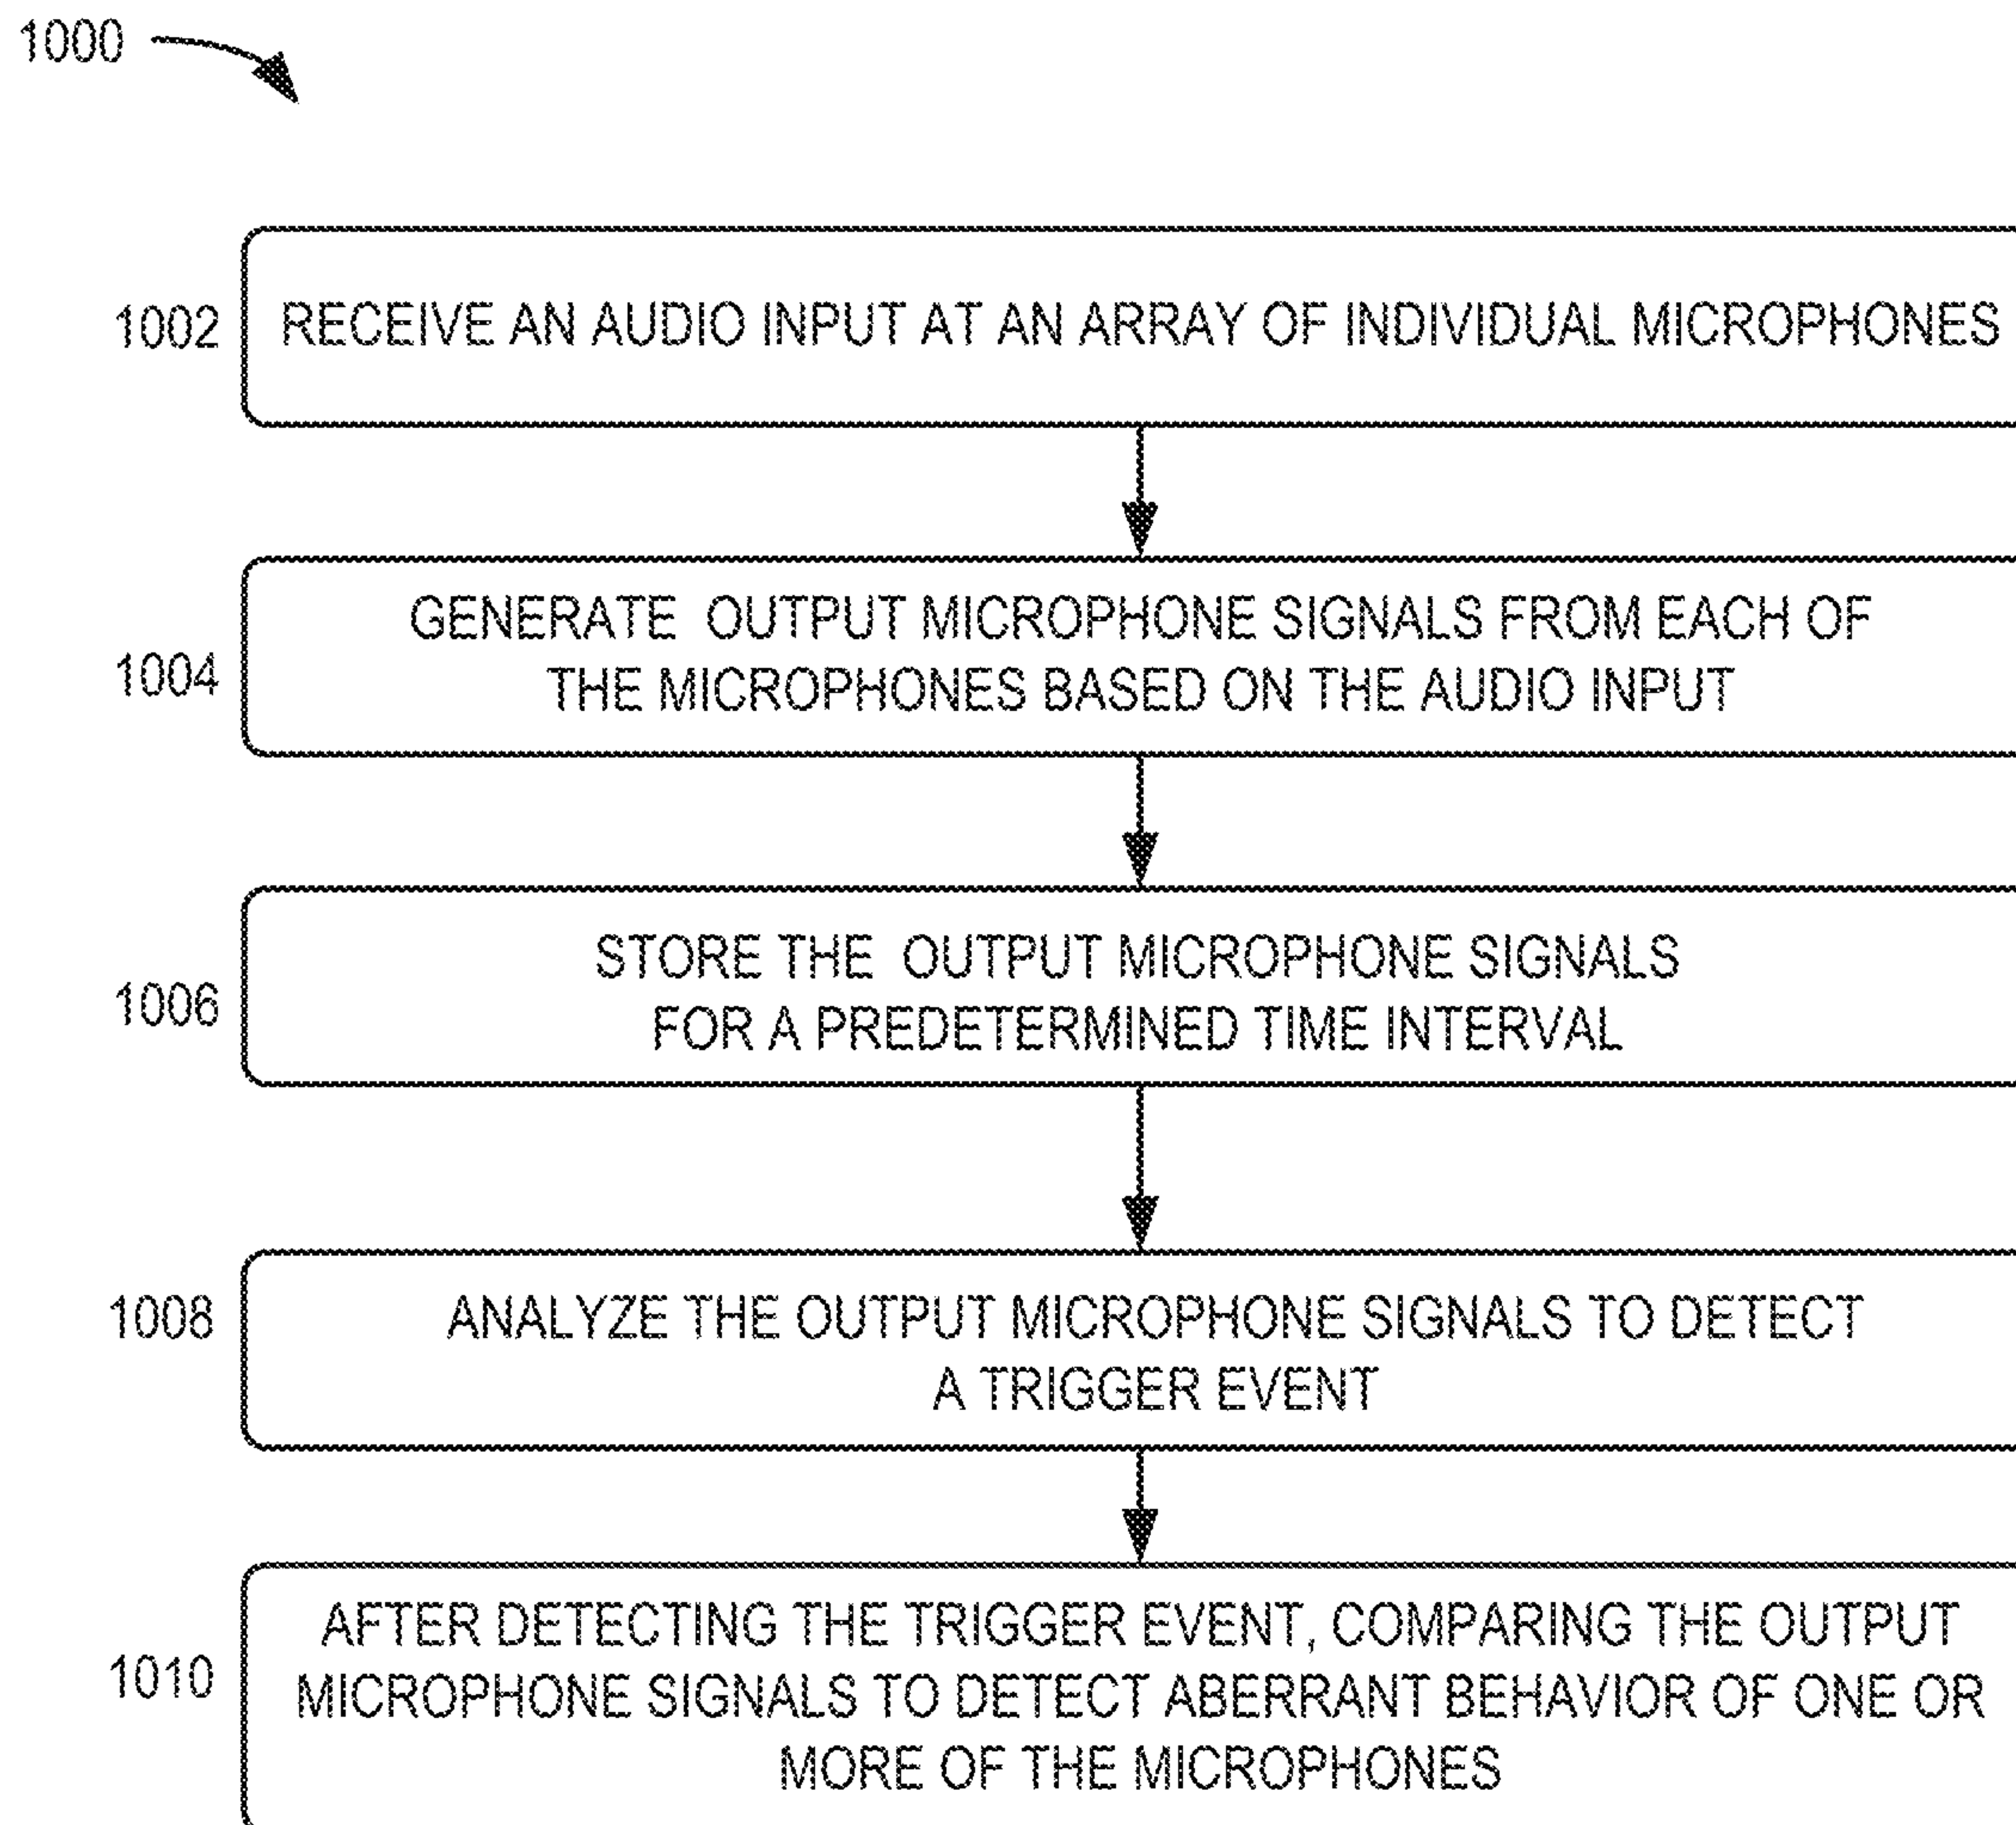 1000
1002
RECEIVE AN AUDIO INPUT AT AN ARRAY OF INDIVIDUAL MICROPHONES
1004
GENERATE OUTPUT MICROPHONE SIGNALS FROM EACH OF
THE MICROPHONES BASED ON THE AUDIO INPUT
1006
STORE THE OUTPUT MICROPHONE SIGNALS
FOR A PREDETERMINED TIME INTERVAL
1008
ANALYZE THE OUTPUT MICROPHONE SIGNALS TO DETECT
A TRIGGER EVENT
1010
AFTER DETECTING THE TRIGGER EVENT, COMPARING THE OUTPUT
MICROPHONE SIGNALS TO DETECT ABERRANT BEHAVIOR OF ONE OR
MORE OF THE MICROPHONES